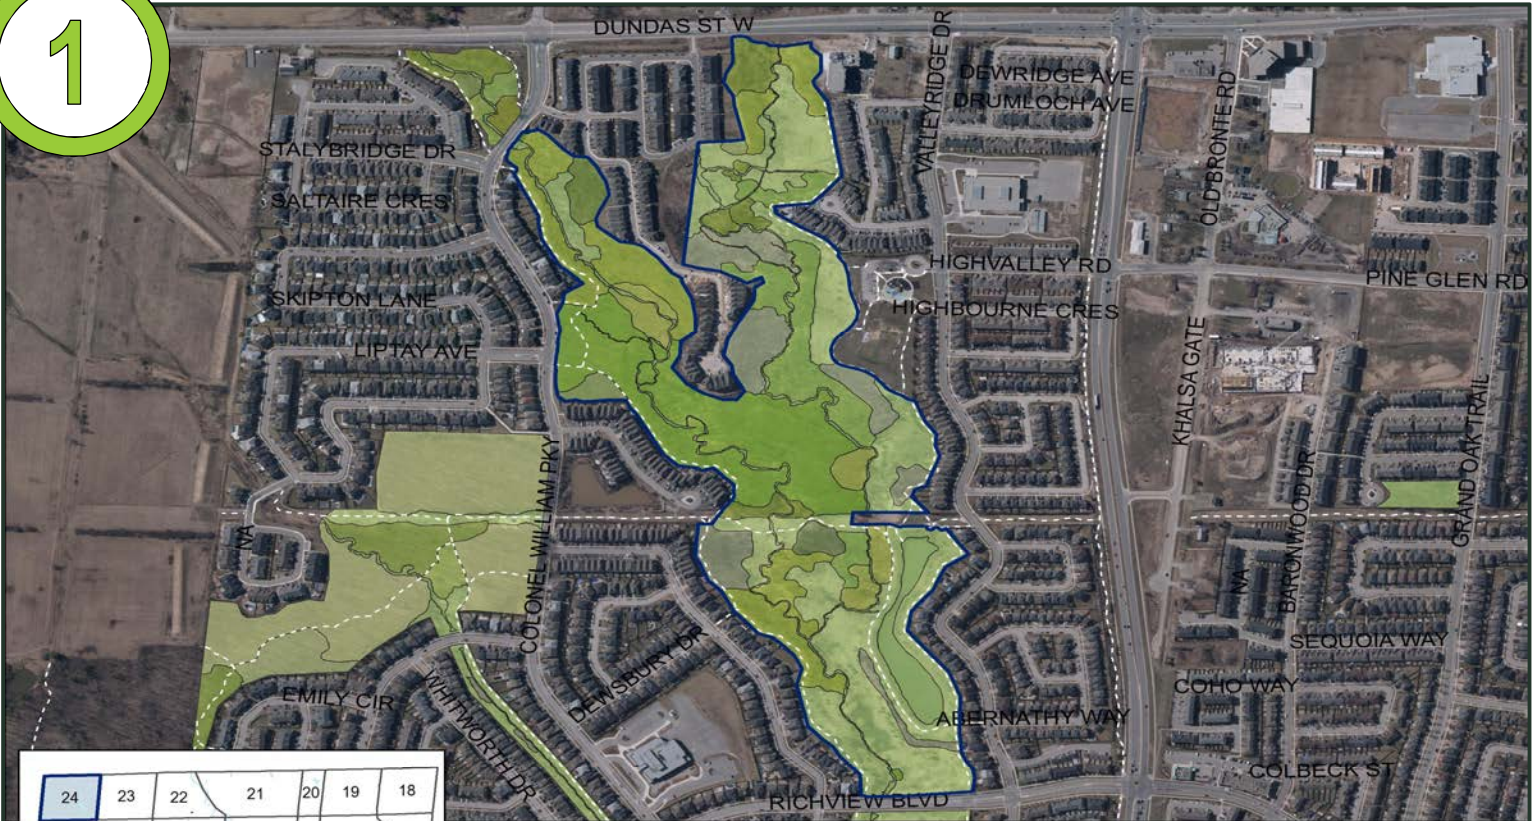 1
DUNDAS ST W
VALLEYRIDGE DR
DEWRIDGE AVE
DRUMLOCH AVE
OLD BRONTE RD
STALYBRIDGE DR
SALTAIRE CRES
HIGHVALLEY RD
PINE GLEN RD
SKIPTON LANE
HIGHBOURNE CRES
LIPTAY AVE
KHALSA GATE
GRAND OAK TRAIL
COLONEL WILLIAM PKY
BARONWOOD DR
NA
NA
SEQUOIA WAY
DEWSBURY DR
EMILY CIR
WHITWORTH DR
COHO WAY
ABERNATHY WAY
COLBECK ST
RICHVIEW BLVD
24 23 22 21 20 19 18